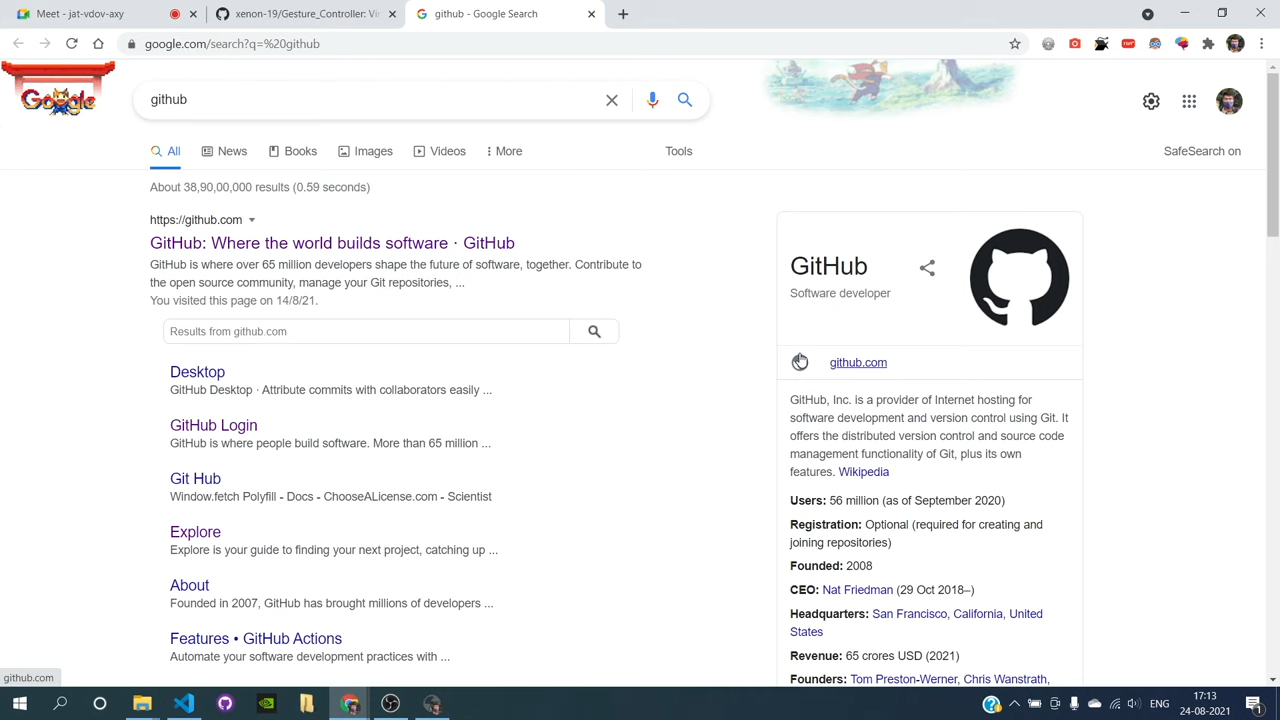 Meet - jat-vdov-axy
xenon-19/Gesture_Controller: Vi
github - Google Search
google.com/search?q=%20github
Google
github
All
News
Books
Images
Videos
More
Tools
SafeSearch on
About 38,90,00,000 results (0.59 seconds)
https://github.com
GitHub: Where the world builds software · GitHub
GitHub is where over 65 million developers shape the future of software, together. Contribute to
the open source community, manage your Git repositories, ...
You visited this page on 14/8/21.
Results from github.com
Desktop
GitHub Desktop · Attribute commits with collaborators easily ...
GitHub Login
GitHub is where people build software. More than 65 million ...
Git Hub
Window.fetch Polyfill - Docs - ChooseALicense.com - Scientist
Explore
Explore is your guide to finding your next project, catching up ...
About
Founded in 2007, GitHub has brought millions of developers ...
Features • GitHub Actions
Automate your software development practices with ...
GitHub
Software developer
github.com
GitHub, Inc. is a provider of Internet hosting for
software development and version control using Git. It
offers the distributed version control and source code
management functionality of Git, plus its own
features. Wikipedia
Users: 56 million (as of September 2020)
Registration: Optional (required for creating and
joining repositories)
Founded: 2008
CEO: Nat Friedman (29 Oct 2018–)
Headquarters: San Francisco, California, United
States
Revenue: 65 crores USD (2021)
Founders: Tom Preston-Werner, Chris Wanstrath,
github.com
ENG
17:13
24-08-2021
1